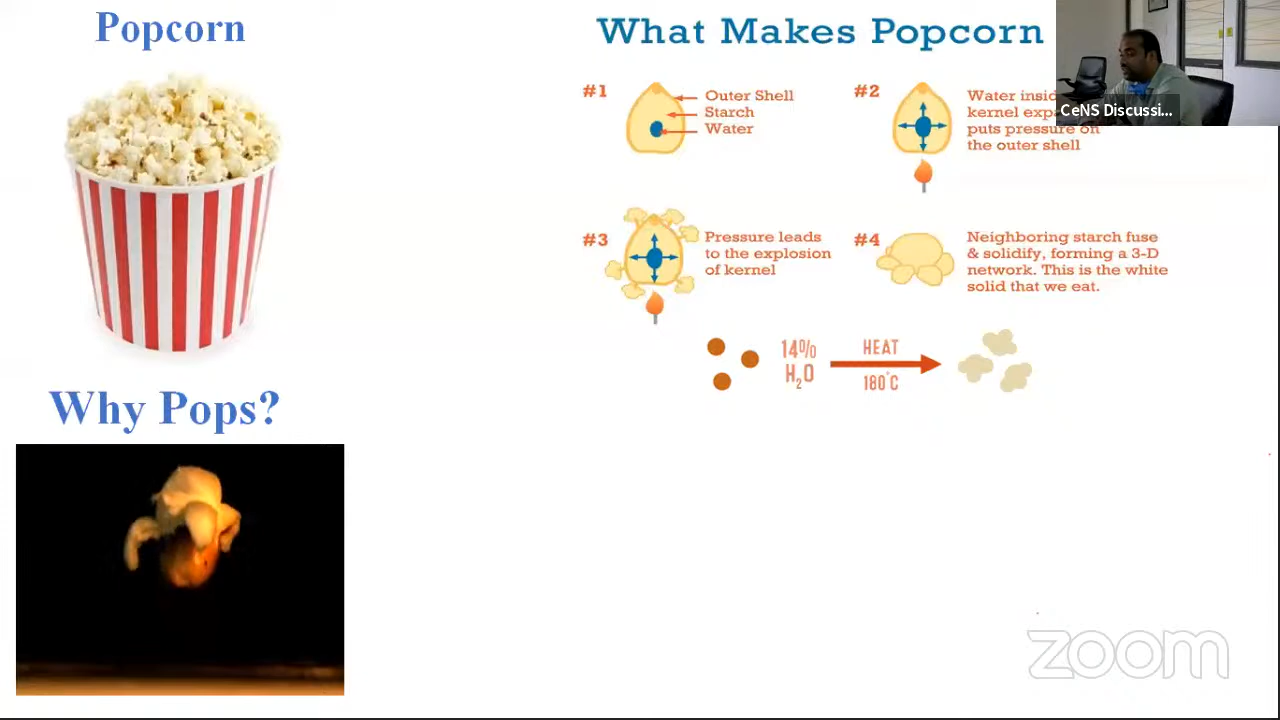 Popcorn
What Makes Popcorn
#1
Outer Shell
Starch
Water
#2
Water
kernel
puts pressure on
the outer shell
CeNS Discussi...
#3
Pressure leads
to the explosion
of kernel
#4
Neighboring starch fuse
& solidify, forming a 3-D
network. This is the white
solid that we eat.
14%
H2O
HEAT
180°C
Why Pops?
zoom